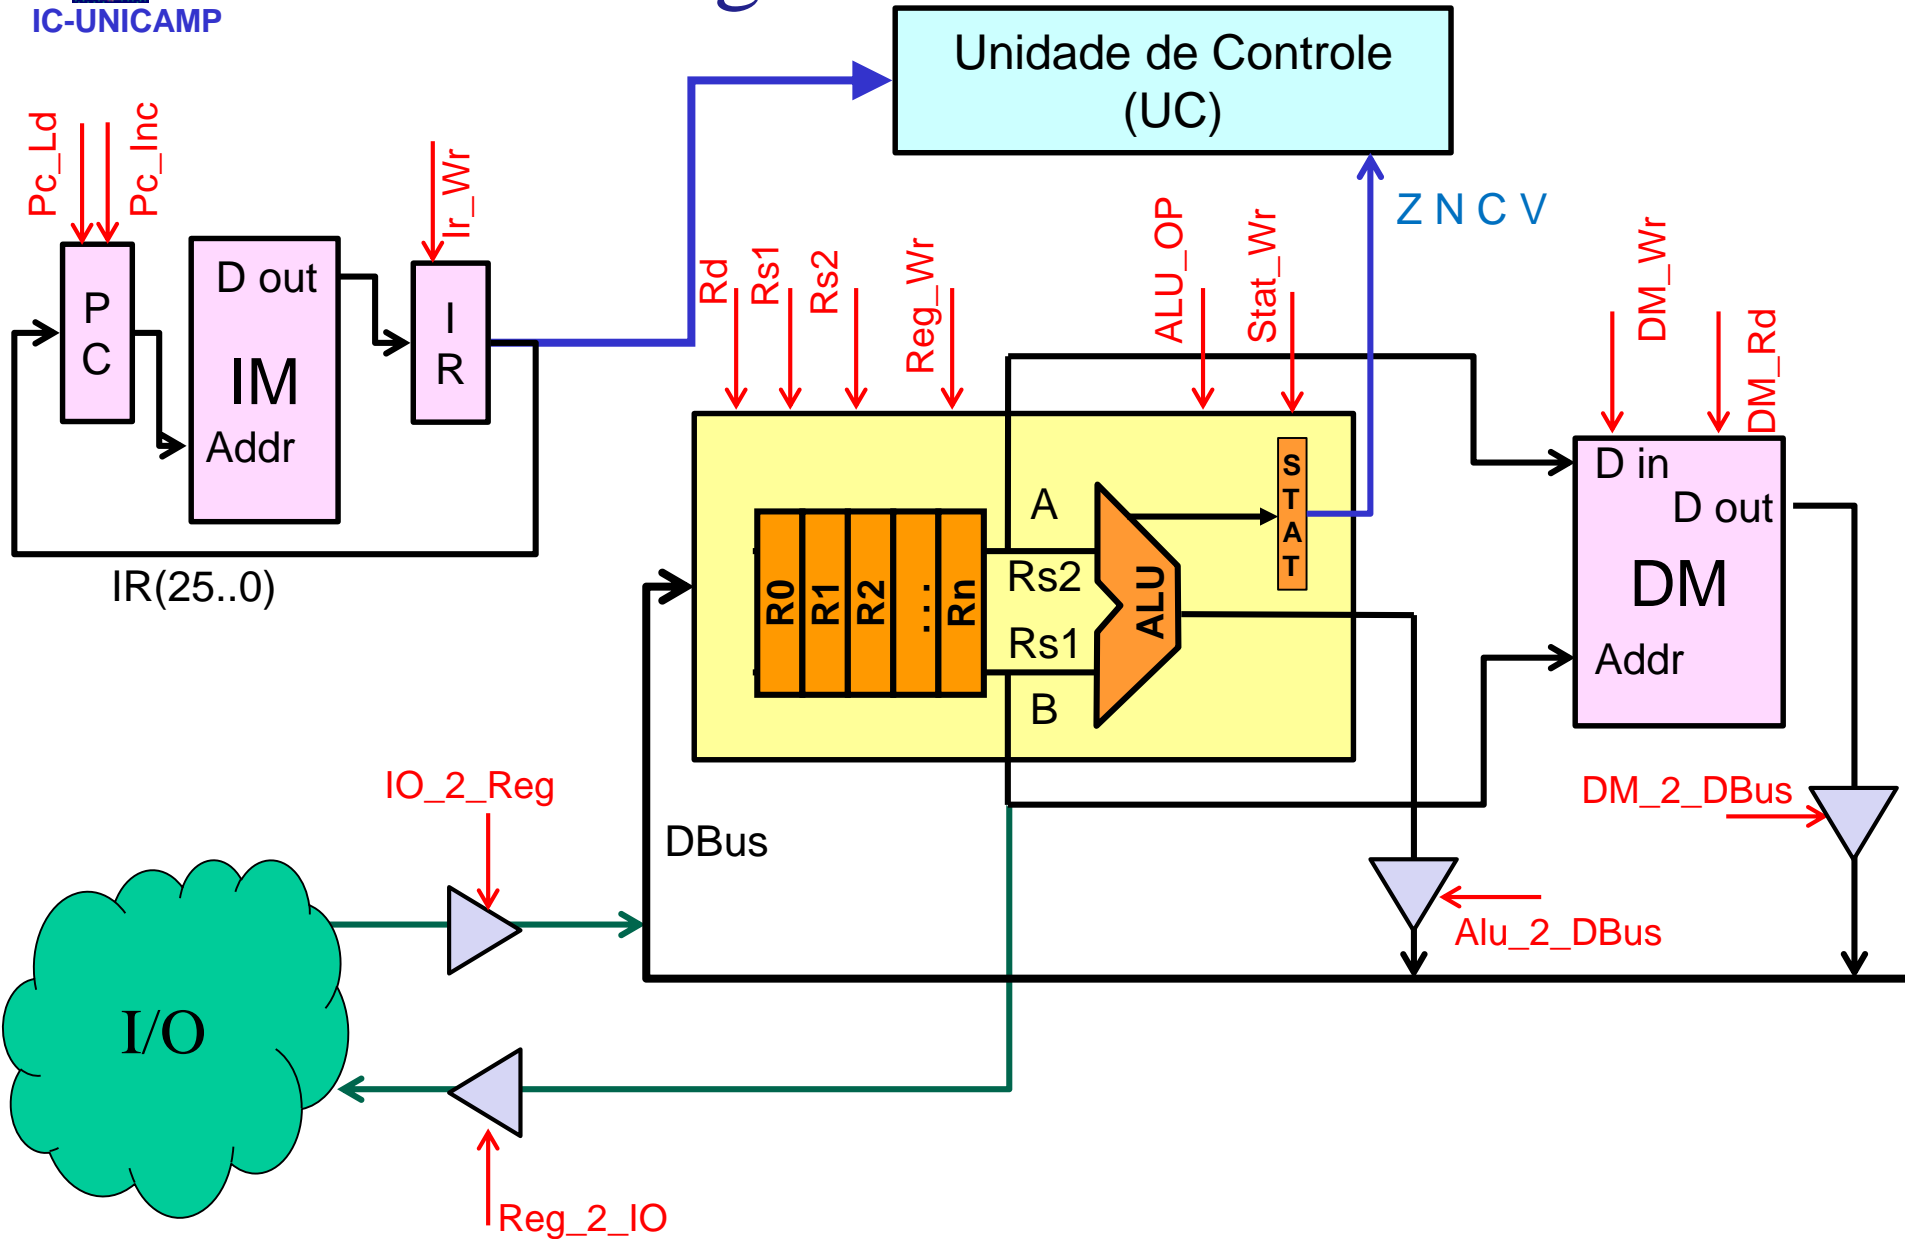 IC-UNICAMP
g
Unidade de Controle
(UC)
Pc_Ld
Pc_Inc
Ir_Wr
Z N C V
Rd
Rs1
Rs2
Reg_Wr
ALU_OP
Stat_Wr
DM_Wr
DM_Rd
P
C
D out
IM
Addr
I
R
IR(25..0)
S
T
A
T
A
Rs2
Rs1
B
R0
R1
R2
...
Rn
ALU
D in
D out
DM
Addr
IO_2_Reg
DBus
DM_2_DBus
Alu_2_DBus
I/O
Reg_2_IO